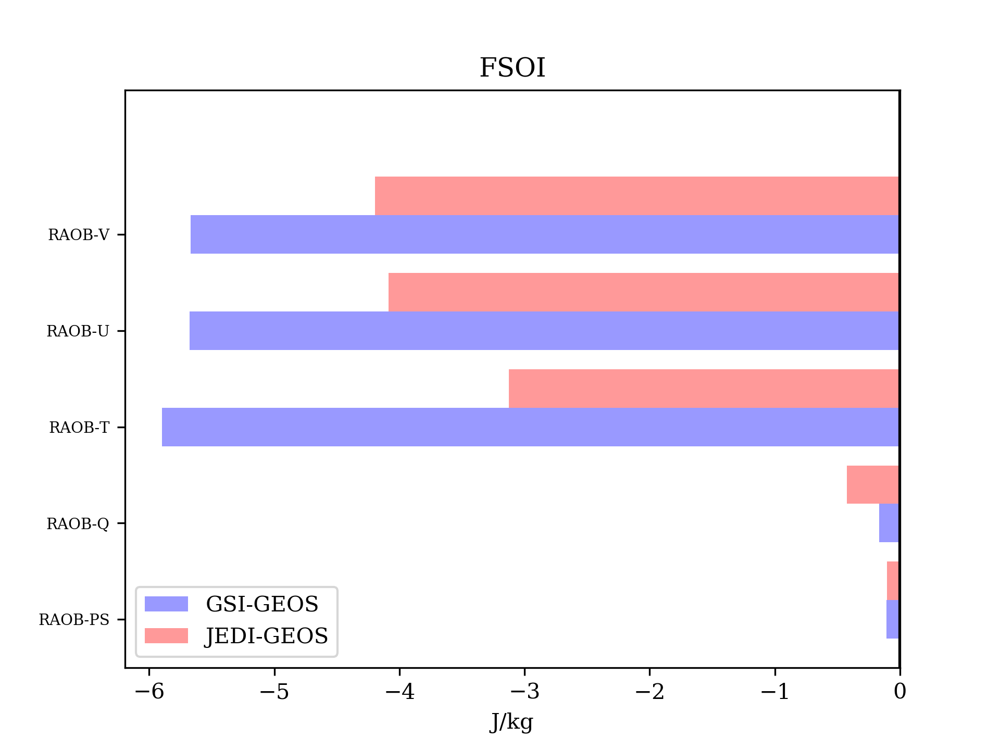 FSOI
RAOB-V
RAOB-U
RAOB-T
RAOB-Q
RAOB-PS
GSI-GEOS
JEDI-GEOS
−6 −5 −4 −3 −2 −1 0
J/kg